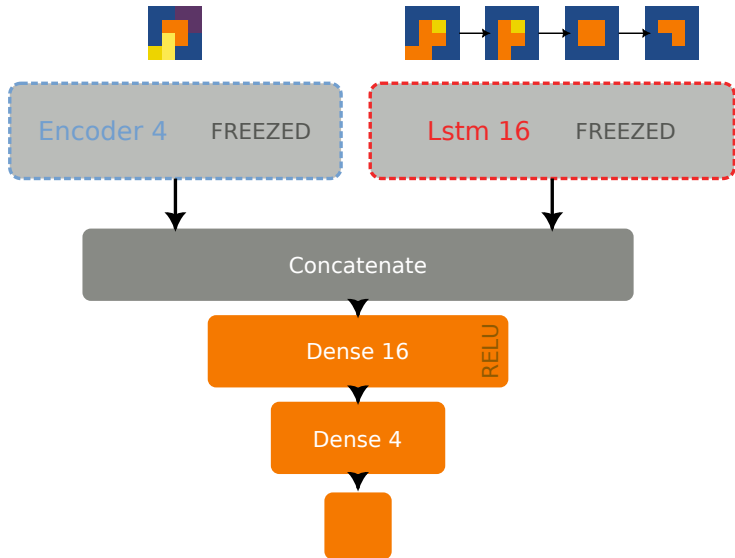 Encoder 4 FREEZED
Lstm 16 FREEZED
Concatenate
Dense 16
RELU
Dense 4